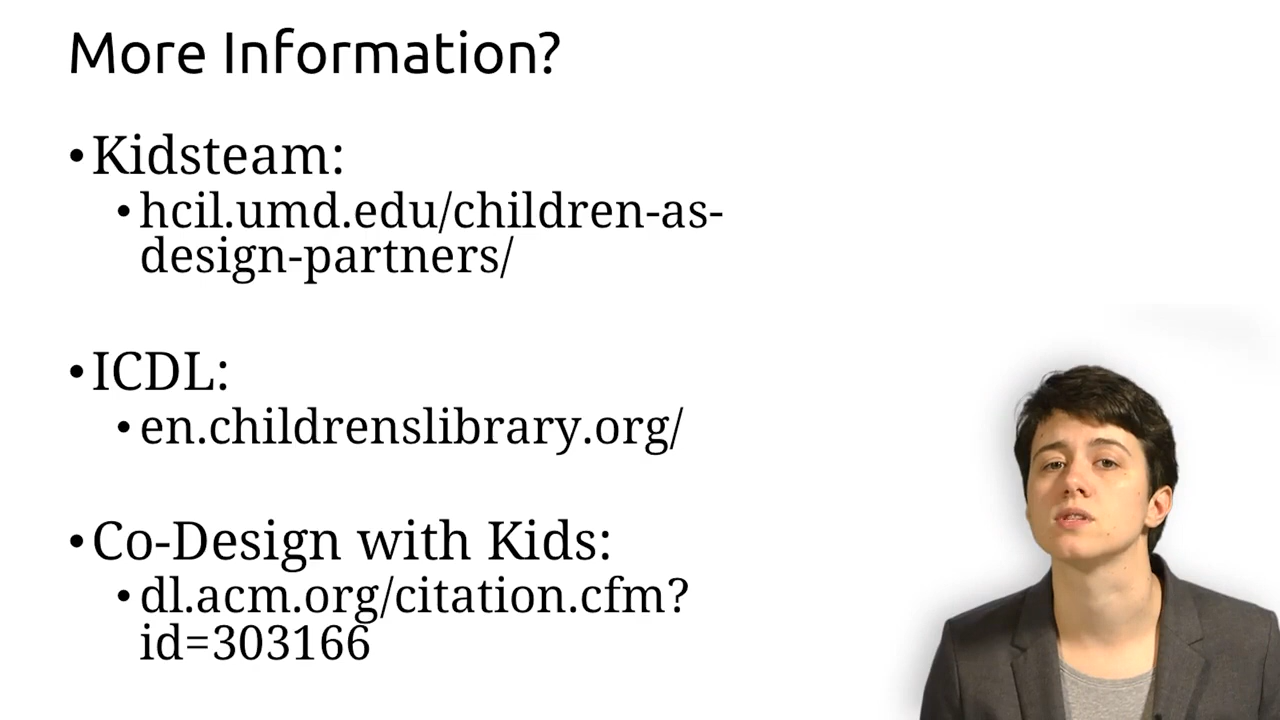 More Information?
•Kidsteam:
•hcil.umd.edu/children-as-
design-partners/
•ICDL:
•en.childrenslibrary.org/
•Co-Design with Kids:
•dl.acm.org/citation.cfm?
id=303166